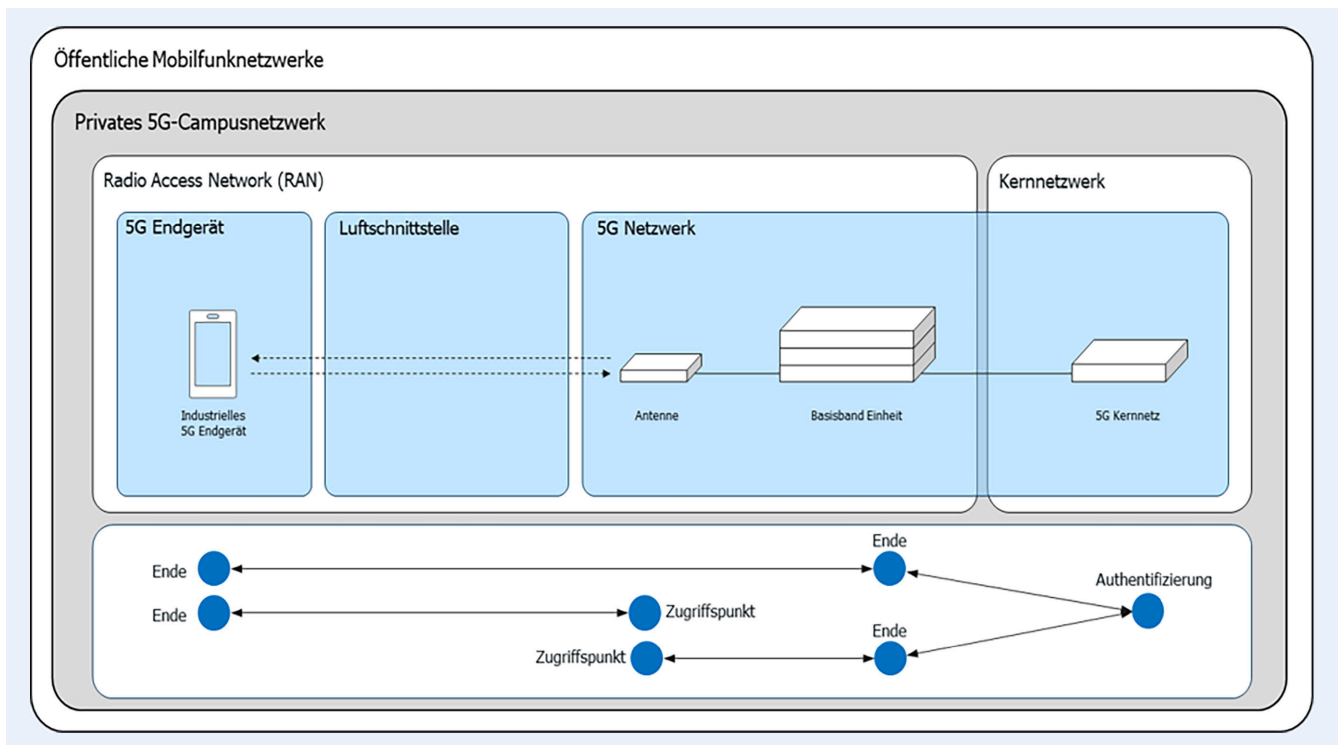 Öffentliche Mobilfunknetzwerke
Privates 5G-Campusnetzwerk
Radio Access Network (RAN)
Kernnetzwerk
5G Endgerät
Luftschnittstelle
5G Netzwerk
Industrielles
5G Endgerät
Antenne
Basisband Einheit
5G Kernnetz
Ende
Ende
Authentifizierung
Ende
Zugriffspunkt
Ende
Zugriffspunkt